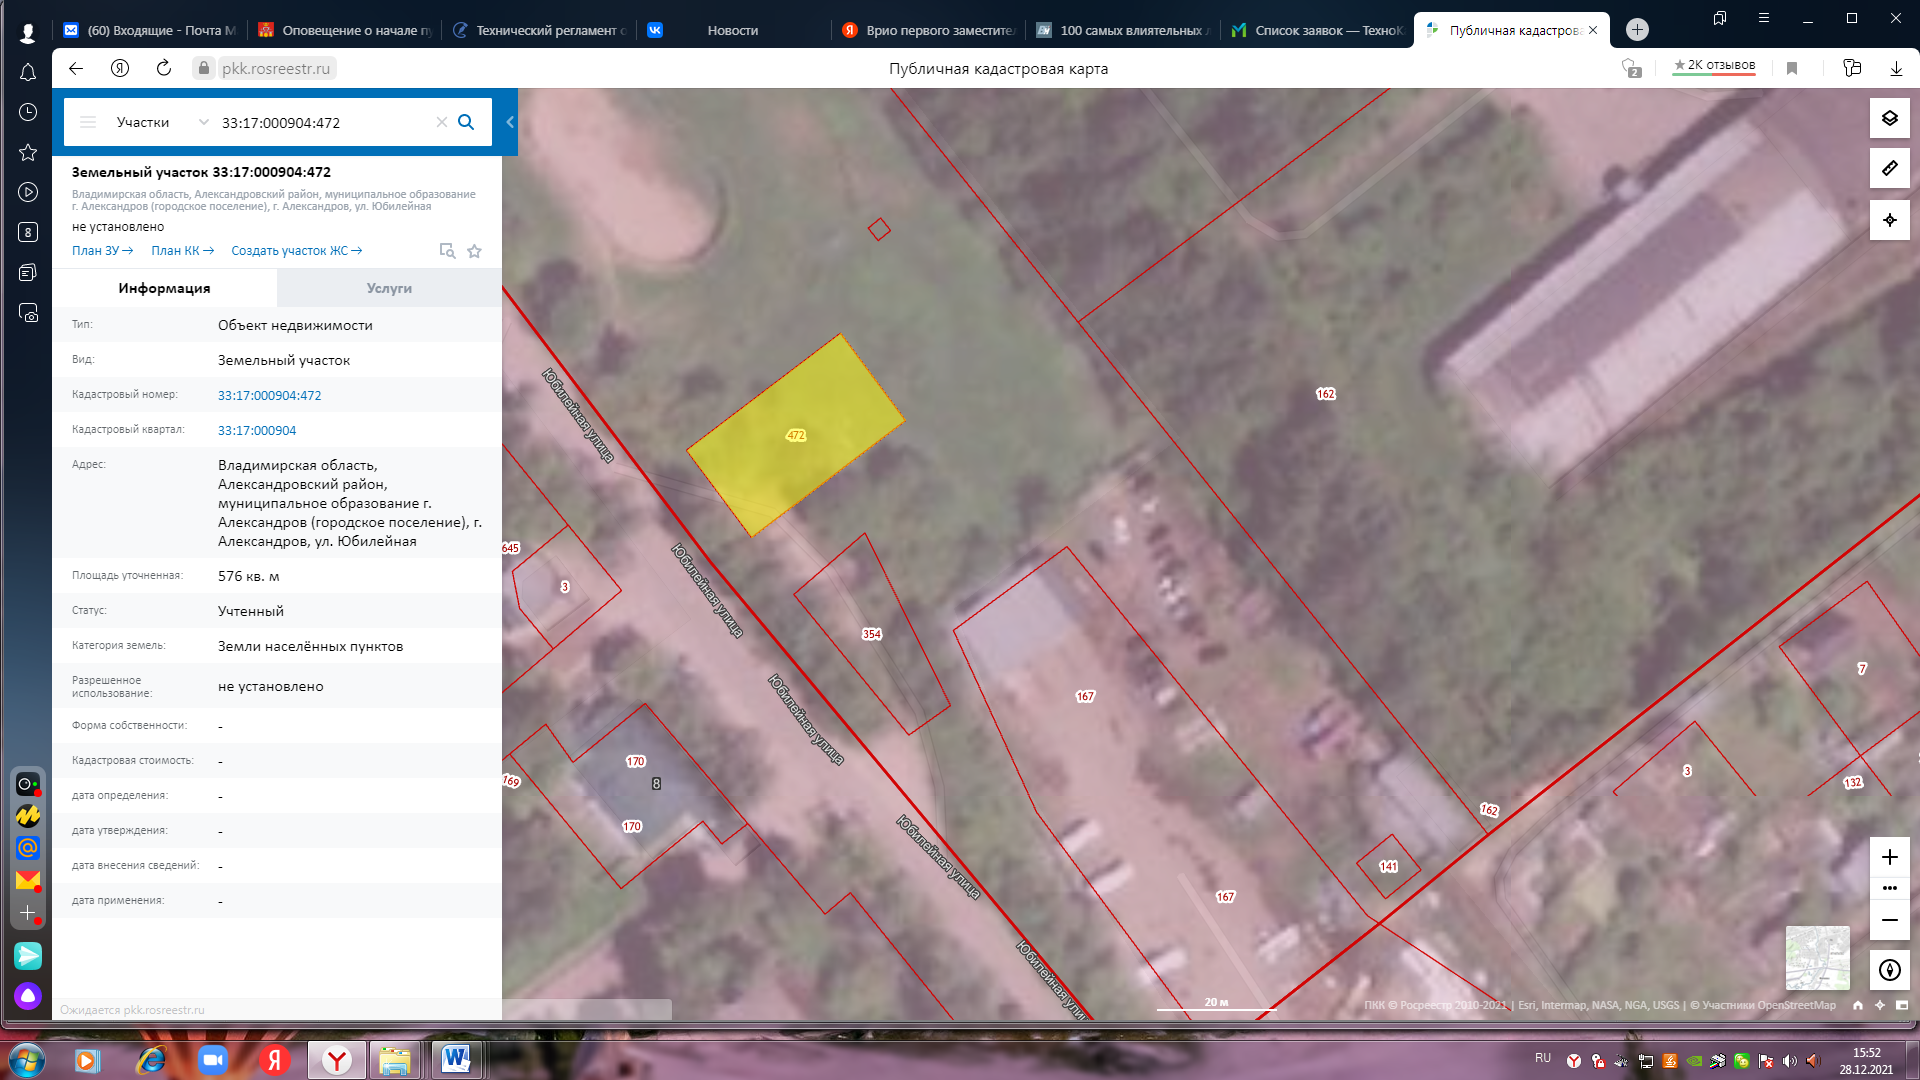 (60) Входящие - Почта М
Оповещение о начале пу
Технический регламент о
Новости
Врио первого заместител
100 самых влиятельных л
Список заявок — ТехноКа
Публичная кадастрова
pkk.rosreestr.ru
Публичная кадастровая карта
2
2К отзывов
Участки
33:17:000904:472
Земельный участок 33:17:000904:472
Владимирская область, Александровский район, муниципальное образование
г. Александров (городское поселение), г. Александров, ул. Юбилейная
не установлено
План ЗУ→
План КК→
Создать участок ЖС→
Информация
Услуги
Тип:
Объект недвижимости
Вид:
Земельный участок
Кадастровый номер:
33:17:000904:472
Кадастровый квартал:
33:17:000904
Адрес:
Владимирская область,
Александровский район,
муниципальное образование г.
Александров (городское поселение), г.
Александров, ул. Юбилейная
Площадь уточненная:
576 кв. м
Статус:
Учтенный
Категория земель:
Земли населённых пунктов
Разрешенное
использование:
не установлено
Форма собственности:
-
Кадастровая стоимость:
-
дата определения:
-
дата утверждения:
-
дата внесения сведений:
-
дата применения:
-
Ожидается pkk.rosreestr.ru
8
Юбилейная улица
Юбилейная улица
Юбилейная улица
Юбилейная улица
Юбилейная улица
472
162
645
3
354
167
7
170
8
169
170
3
132
162
141
167
20 м
ПКК © Росреестр 2010-2021 | Esri, Intermap, NASA, NGA, USGS | © Участники OpenStreetMap
RU
15:52
28.12.2021